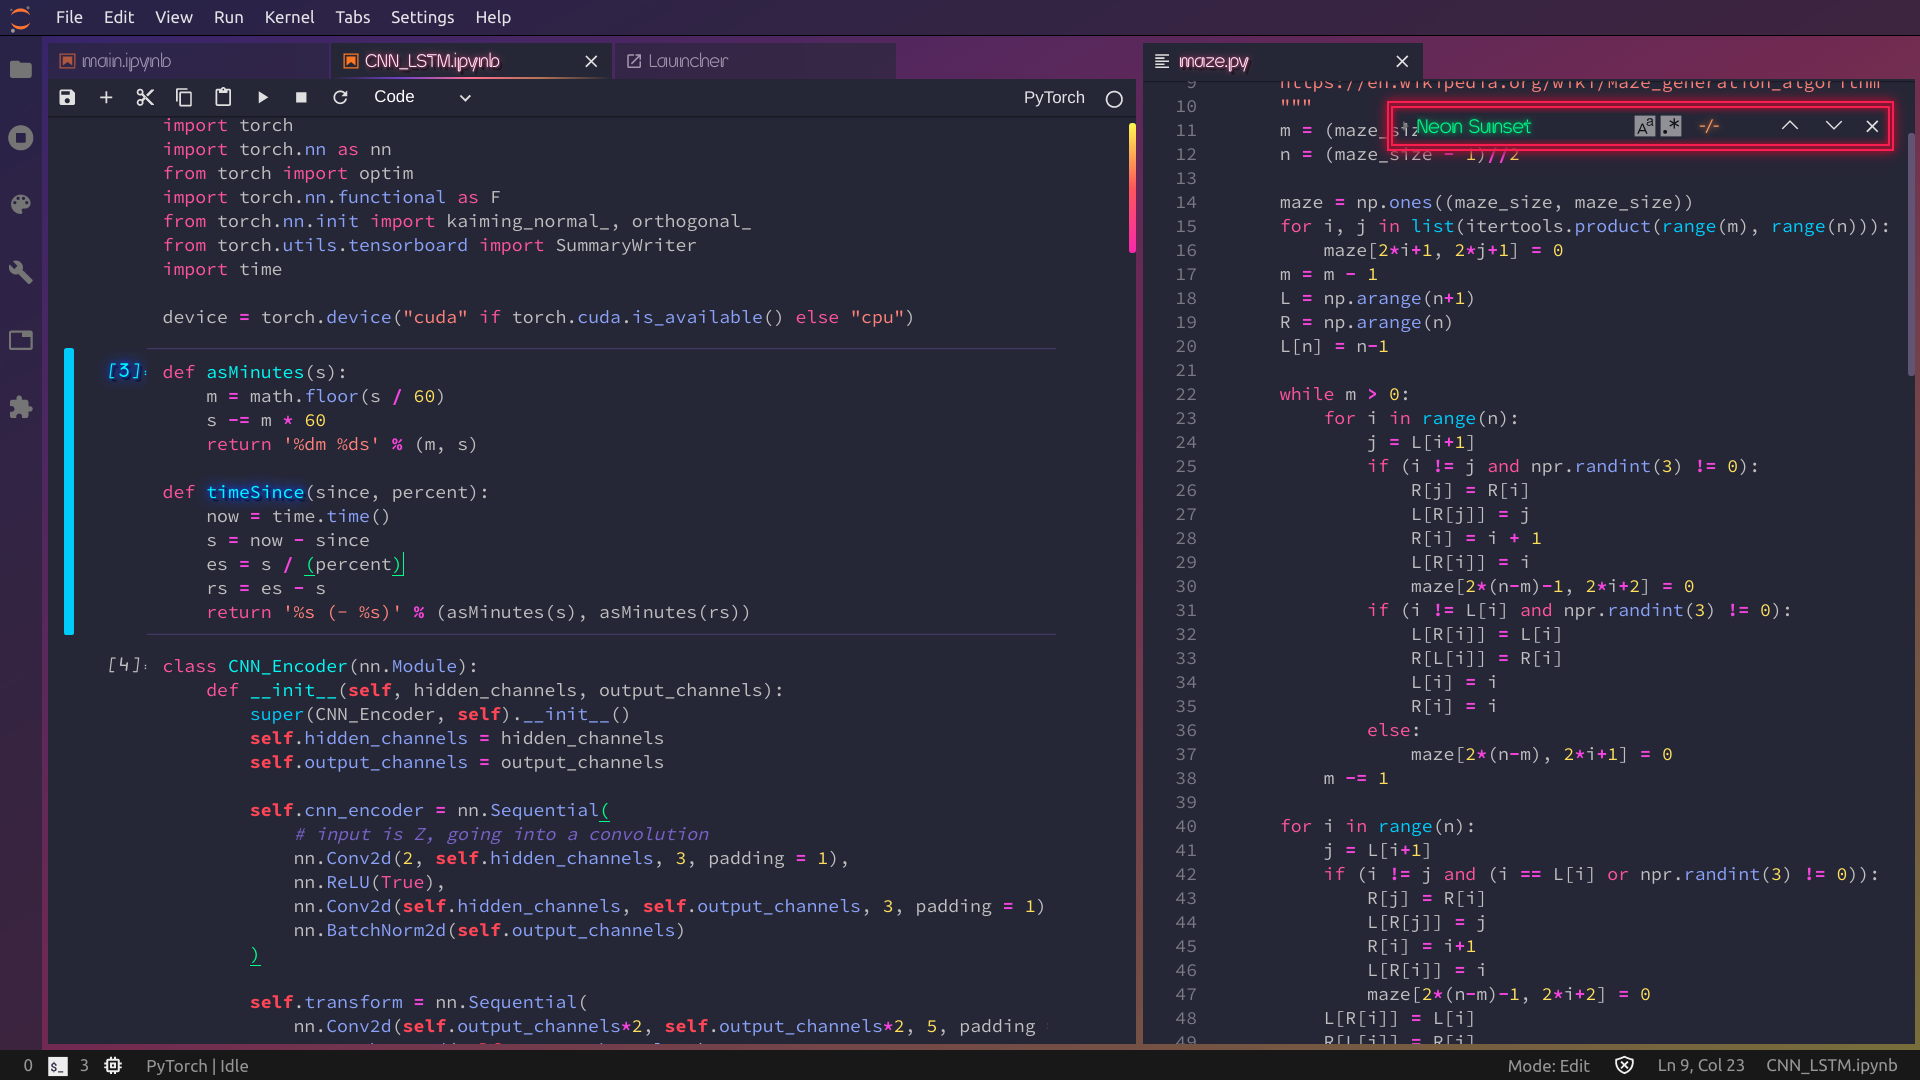 File Edit View Run Kernel Tabs Settings Help
main.ipynb
CNN_LSTM.ipynb
Launcher
Code
PyTorch
import torch
import torch.nn as nn
from torch import optim
import torch.nn.functional as F
from torch.nn.init import kaiming_normal_, orthogonal_
from torch.utils.tensorboard import SummaryWriter
import time
device = torch.device("cuda" if torch.cuda.is_available() else "cpu")
[3]: def asMinutes(s):
m = math.floor(s / 60)
s -= m * 60
return '%dm %ds' % (m, s)
def timeSince(since, percent):
now = time.time()
s = now - since
es = s / (percent)
rs = es - s
return '%s (- %s)' % (asMinutes(s), asMinutes(rs))
[4]: class CNN_Encoder(nn.Module):
def __init__(self, hidden_channels, output_channels):
super(CNN_Encoder, self).__init__()
self.hidden_channels = hidden_channels
self.output_channels = output_channels
self.cnn_encoder = nn.Sequential(
# input is Z, going into a convolution
nn.Conv2d(2, self.hidden_channels, 3, padding = 1),
nn.ReLU(True),
nn.Conv2d(self.hidden_channels, self.output_channels, 3, padding = 1)
nn.BatchNorm2d(self.output_channels)
)
self.transform = nn.Sequential(
nn.Conv2d(self.output_channels*2, self.output_channels*2, 5, padding
maze.py
9 https://en.wikipedia.org/wiki/Maze_generation_algorithm
10 """
Neon Sunset
Aa .* -/-
11 m = (maze_siz
12 n = (maze_size - 1)//2
13
14 maze = np.ones((maze_size, maze_size))
15 for i, j in list(itertools.product(range(m), range(n))):
16 maze[2*i+1, 2*j+1] = 0
17 m = m - 1
18 L = np.arange(n+1)
19 R = np.arange(n)
20 L[n] = n-1
21
22 while m > 0:
23 for i in range(n):
24 j = L[i+1]
25 if (i != j and npr.randint(3) != 0):
26 R[j] = R[i]
27 L[R[j]] = j
28 R[i] = i + 1
29 L[R[i]] = i
30 maze[2*(n-m)-1, 2*i+2] = 0
31 if (i != L[i] and npr.randint(3) != 0):
32 L[R[i]] = L[i]
33 R[L[i]] = R[i]
34 L[i] = i
35 R[i] = i
36 else:
37 maze[2*(n-m), 2*i+1] = 0
38 m -= 1
39
40 for i in range(n):
41 j = L[i+1]
42 if (i != j and (i == L[i] or npr.randint(3) != 0)):
43 R[j] = R[i]
44 L[R[j]] = j
45 R[i] = i+1
46 L[R[i]] = i
47 maze[2*(n-m)-1, 2*i+2] = 0
48 L[R[i]] = L[i]
49 R[L[i]] = R[i]
0 $_ 3 PyTorch | Idle
Mode: Edit Ln 9, Col 23 CNN_LSTM.ipynb